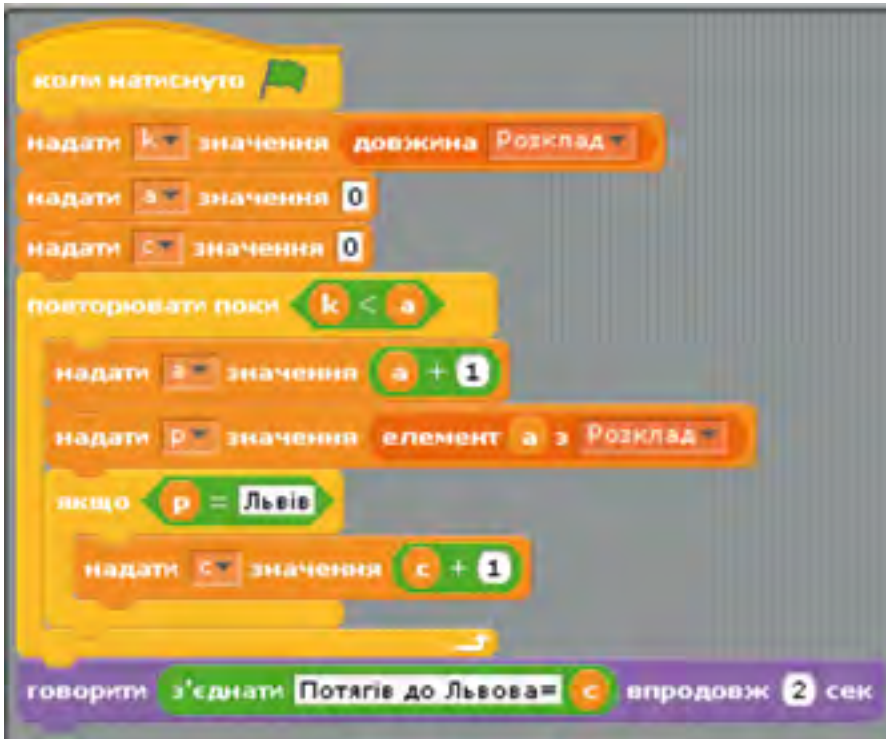 коли натиснуто
надати k значення довжина Розклад
надати a значення 0
надати c значення 0
повторювати поки k < a
надати a значення a + 1
надати p значення елемент a з Розклад
якщо p = Львів
надати c значення c + 1
говорити з'єднати Потягів до Львова= c впродовж 2 сек